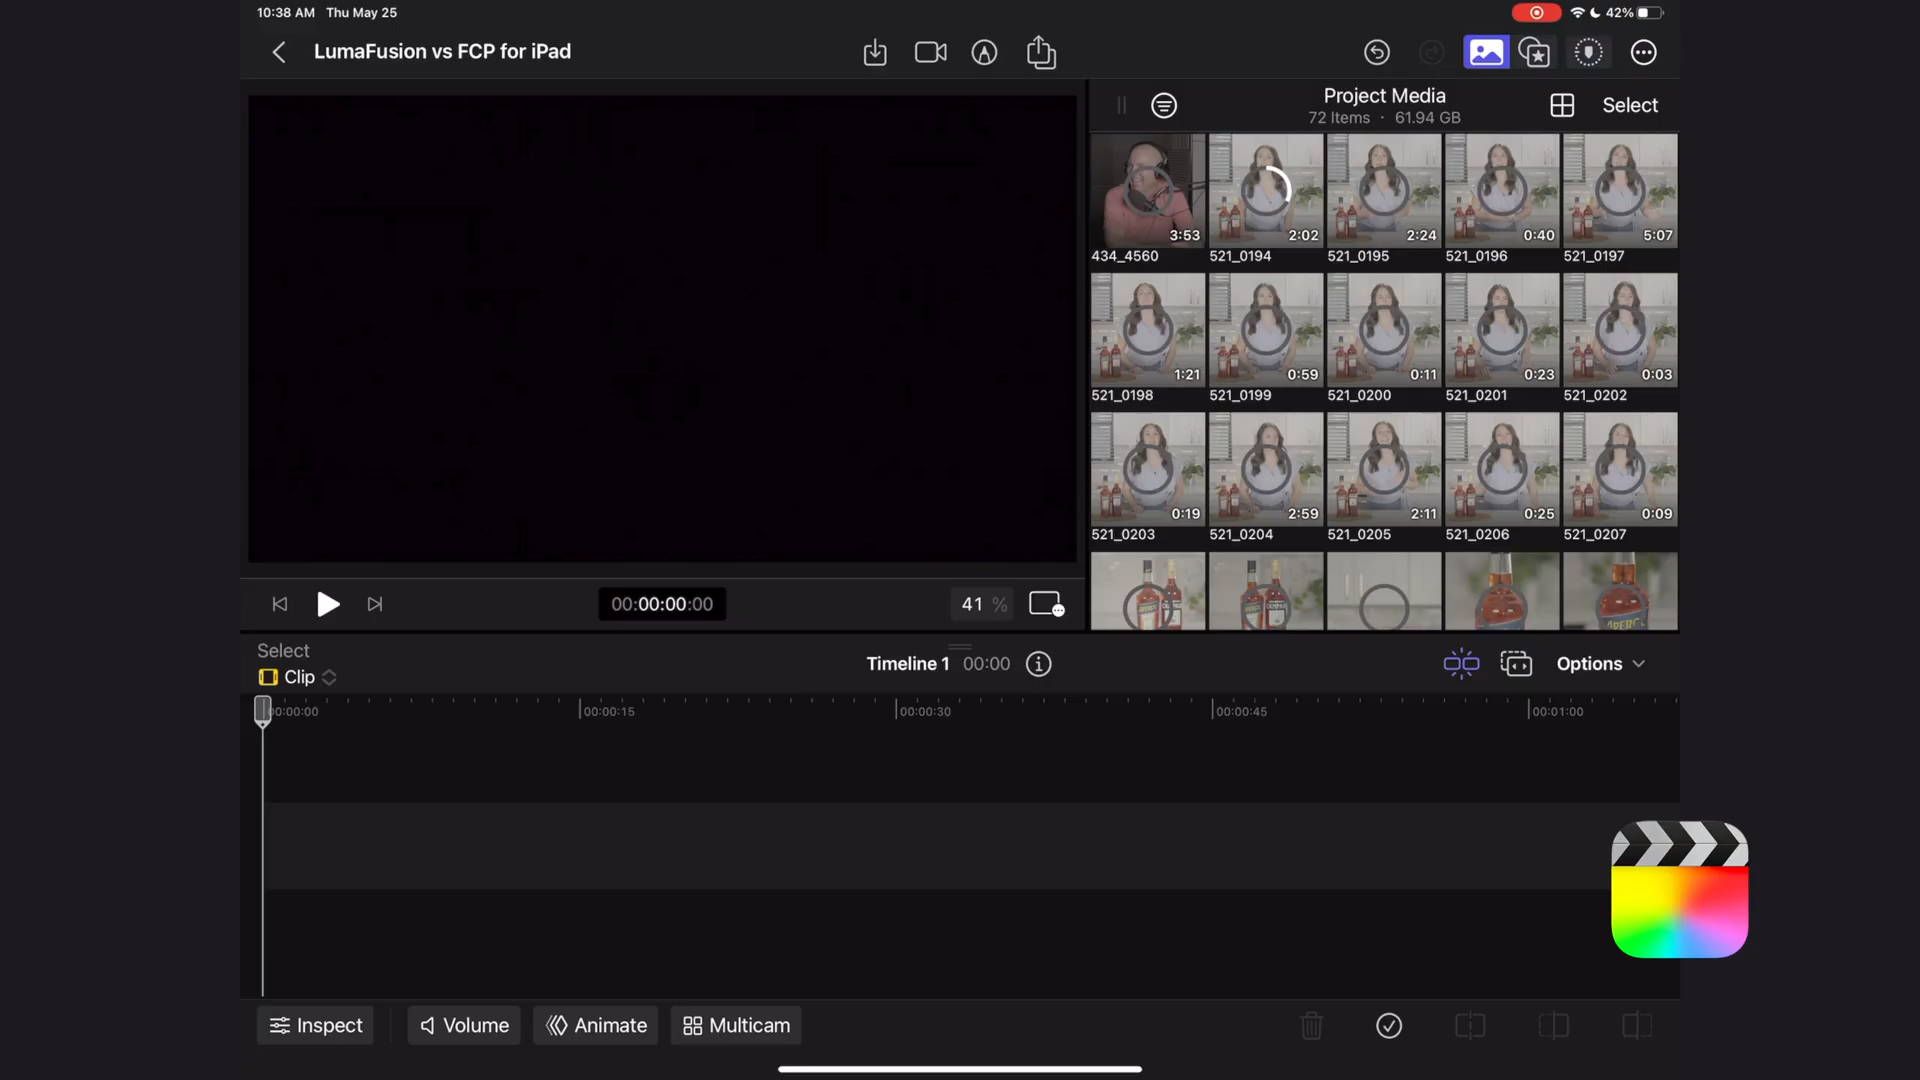 10:38 AM Thu May 25
42%
LumaFusion vs FCP for iPad
Project Media
72 Items · 61.94 GB
Select
3:53
2:02
2:24
0:40
5:07
434_4560
521_0194
521_0195
521_0196
521_0197
1:21
0:59
0:11
0:23
0:03
521_0198
521_0199
521_0200
521_0201
521_0202
0:19
2:59
2:11
0:25
0:09
521_0203
521_0204
521_0205
521_0206
521_0207
00:00:00:00
41 %
Select
Clip
Timeline 1 00:00
Options
00:00:00
00:00:15
00:00:30
00:00:45
00:01:00
Inspect
Volume
Animate
Multicam